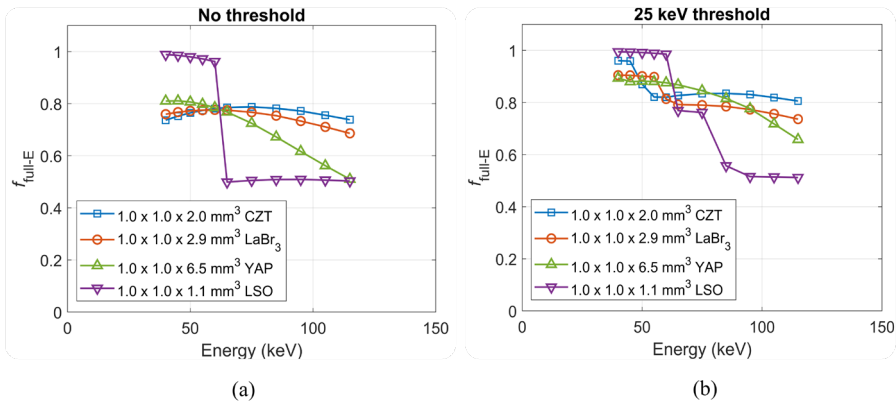 No threshold
1
0.8
0.6
0.4
0.2
0
f_full-E
1.0 x 1.0 x 2.0 mm³ CZT
1.0 x 1.0 x 2.9 mm³ LaBr₃
1.0 x 1.0 x 6.5 mm³ YAP
1.0 x 1.0 x 1.1 mm³ LSO
0 50 100 150
Energy (keV)
(a)
25 keV threshold
1
0.8
0.6
0.4
0.2
0
f_full-E
1.0 x 1.0 x 2.0 mm³ CZT
1.0 x 1.0 x 2.9 mm³ LaBr₃
1.0 x 1.0 x 6.5 mm³ YAP
1.0 x 1.0 x 1.1 mm³ LSO
0 50 100 150
Energy (keV)
(b)